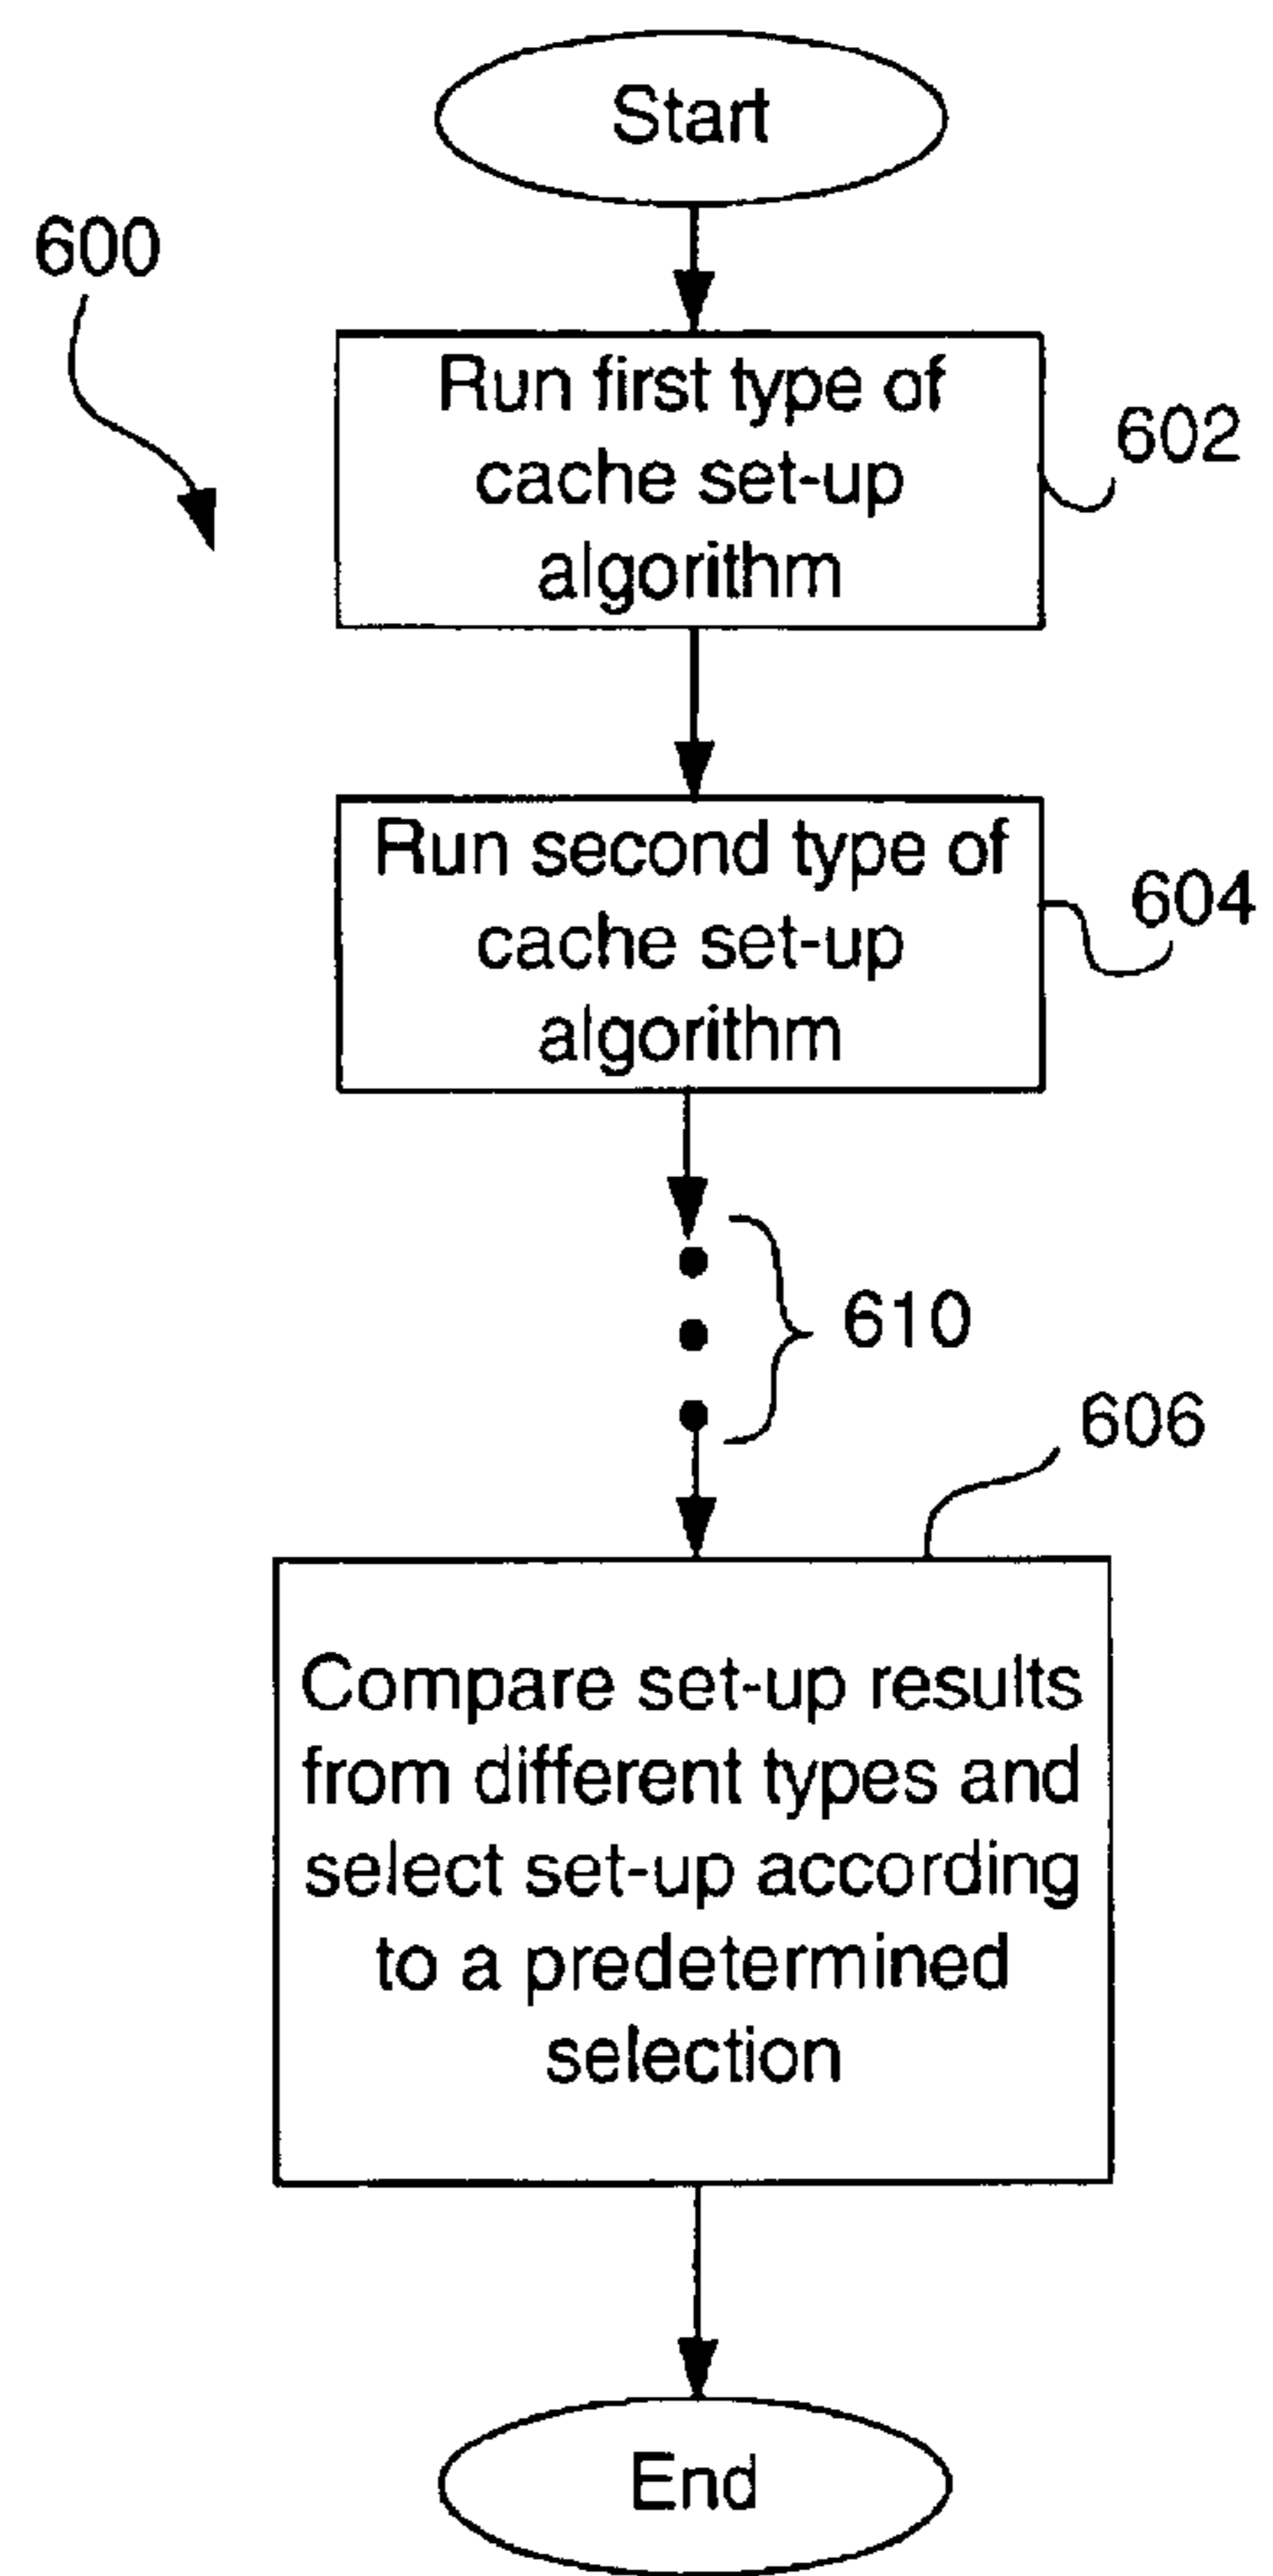 Start
600
Run first type of
cache set-up
algorithm
602
Run second type of
cache set-up
algorithm
604
610
606
Compare set-up results
from different types and
select set-up according
to a predetermined
selection
End